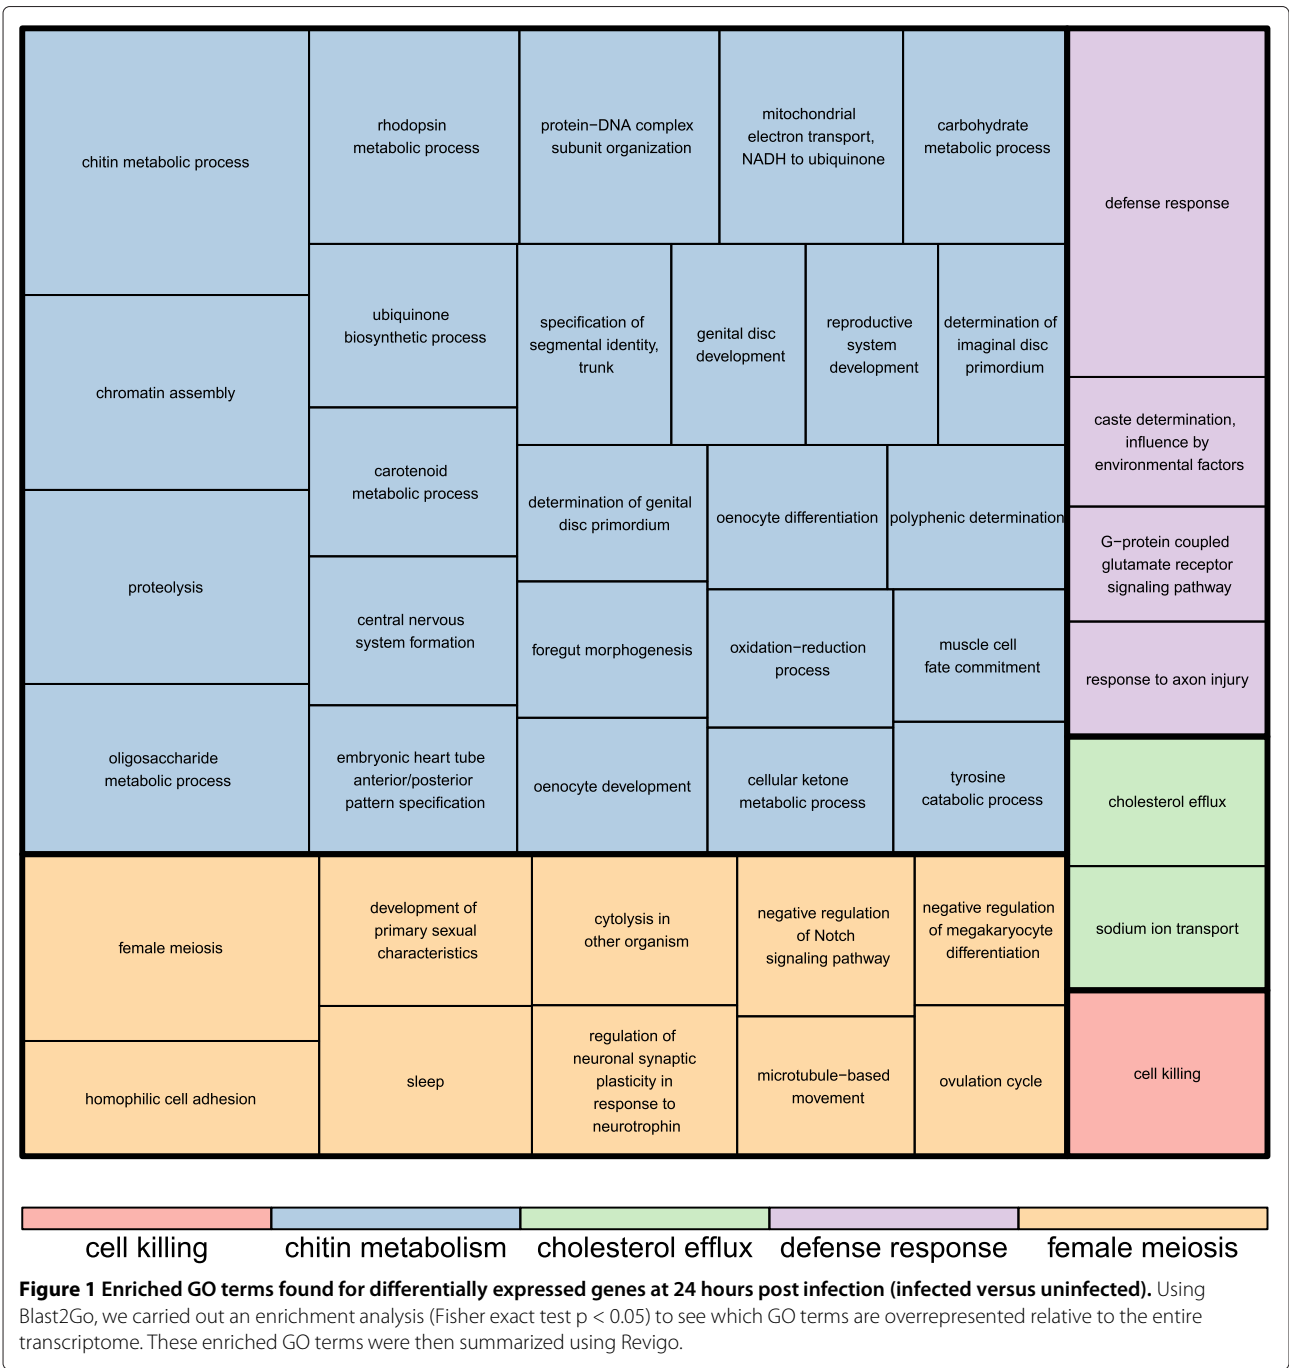 chitin metabolic process
chromatin assembly
proteolysis
oligosaccharide
metabolic process
rhodopsin
metabolic process
protein−DNA complex
subunit organization
mitochondrial
electron transport,
NADH to ubiquinone
carbohydrate
metabolic process
ubiquinone
biosynthetic process
carotenoid
metabolic process
central nervous
system formation
embryonic heart tube
anterior/posterior
pattern specification
specification of
segmental identity,
trunk
genital disc
development
reproductive
system
development
determination of
imaginal disc
primordium
determination of genital
disc primordium
oenocyte differentiation
polyphenic determination
foregut morphogenesis
oxidation−reduction
process
muscle cell
fate commitment
oenocyte development
cellular ketone
metabolic process
tyrosine
catabolic process
defense response
caste determination,
influence by
environmental factors
G−protein coupled
glutamate receptor
signaling pathway
response to axon injury
cholesterol efflux
sodium ion transport
cell killing
female meiosis
homophilic cell adhesion
development of
primary sexual
characteristics
sleep
cytolysis in
other organism
regulation of
neuronal synaptic
plasticity in
response to
neurotrophin
negative regulation
of Notch
signaling pathway
microtubule−based
movement
negative regulation
of megakaryocyte
differentiation
ovulation cycle
cell killing
chitin metabolism
cholesterol efflux
defense response
female meiosis
Figure 1 Enriched GO terms found for differentially expressed genes at 24 hours post infection (infected versus uninfected). Using
Blast2Go, we carried out an enrichment analysis (Fisher exact test p < 0.05) to see which GO terms are overrepresented relative to the entire
transcriptome. These enriched GO terms were then summarized using Revigo.